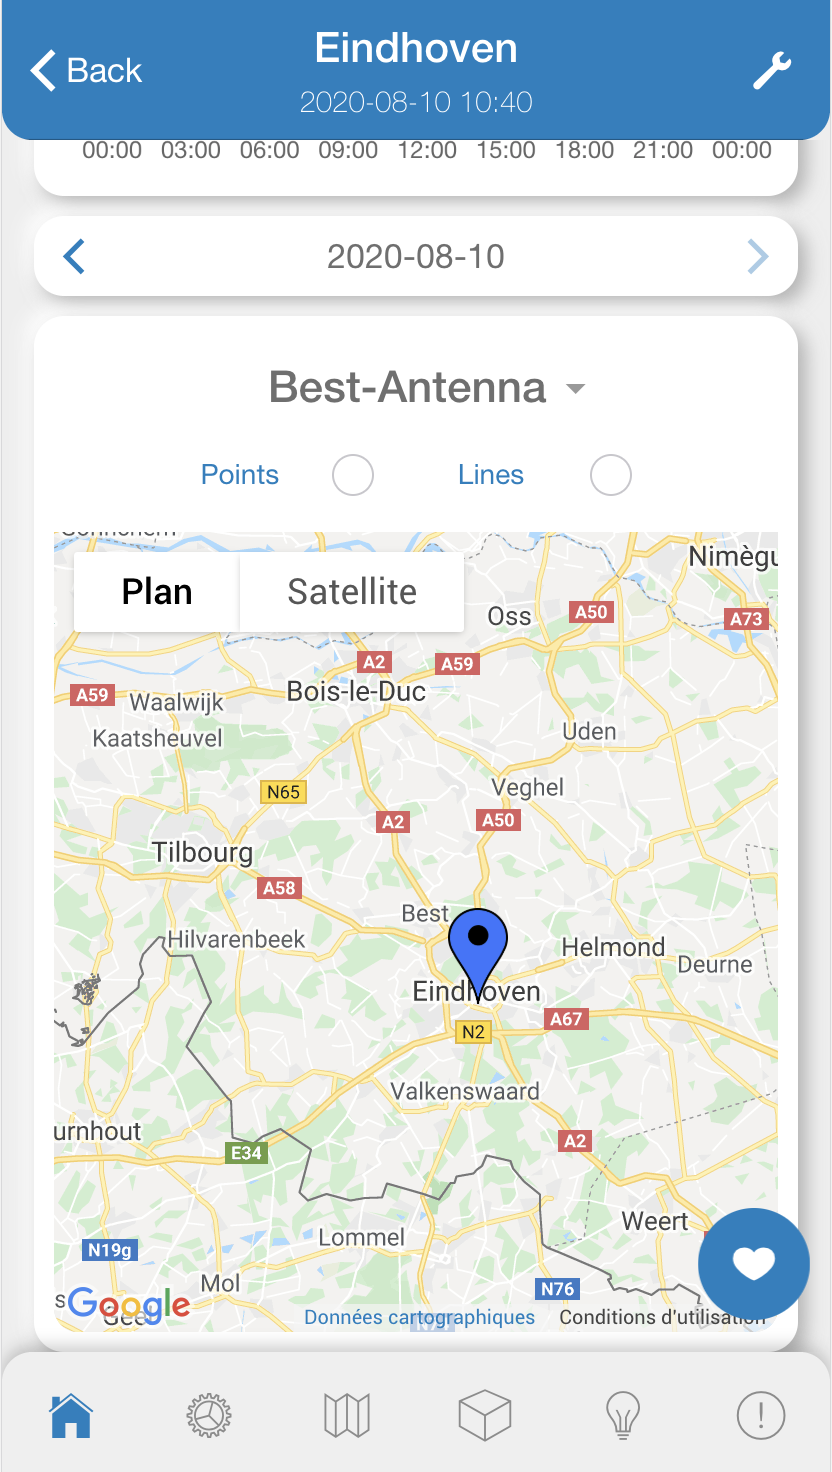 Back
Eindhoven
2020-08-10 10:40
00:00 03:00 06:00 09:00 12:00 15:00 18:00 21:00 00:00
2020-08-10
Best-Antenna
Points Lines
Nimègu
Plan Satellite
Oss A50 A73
A2 A59
A59 Waalwijk Bois-le-Duc
Kaatsheuvel Uden
N65 Veghel
A2 A50
Tilbourg
A58
Best
Hilvarenbeek Helmond
Deurne
Eindhoven
N2 A67
Valkenswaard
urnhout A2
E34
Weert
Lommel
N19g
Mol N76
Google
Données cartographiques Conditions d'utilisation